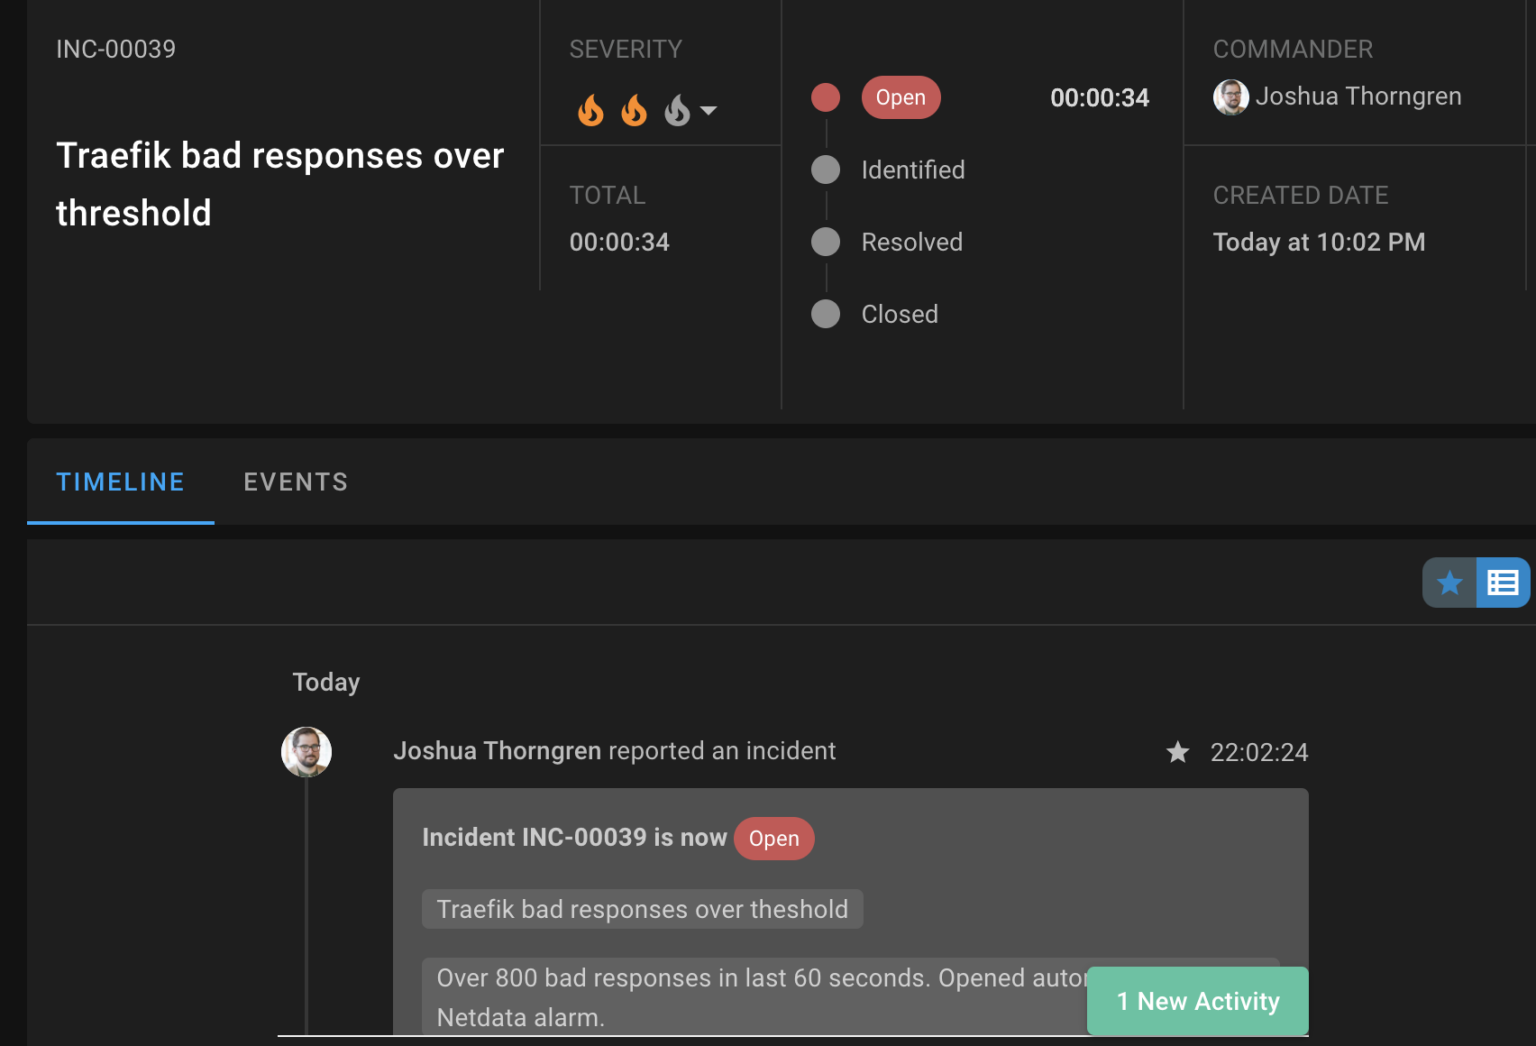 INC-00039
Traefik bad responses over
threshold
SEVERITY
TOTAL
00:00:34
Open
00:00:34
Identified
Resolved
Closed
COMMANDER
Joshua Thorngren
CREATED DATE
Today at 10:02 PM
TIMELINE
EVENTS
Today
Joshua Thorngren reported an incident
22:02:24
Incident INC-00039 is now Open
Traefik bad responses over theshold
Over 800 bad responses in last 60 seconds. Opened
Netdata alarm.
1 New Activity